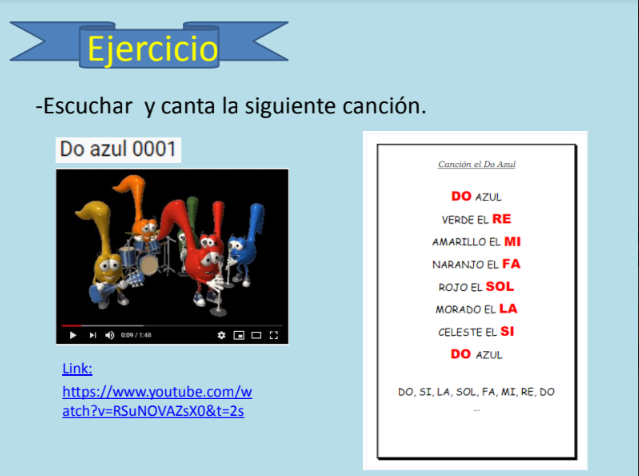 Ejercicio
-Escuchar y canta la siguiente canción.
Do azul 0001
0:09 / 1:48
Link:
https://www.youtube.com/w
atch?v=RSuNOVAZsX0&t=2s
Canción el Do Azul
DO AZUL
VERDE EL RE
AMARILLO EL MI
NARANJO EL FA
ROJO EL SOL
MORADO EL LA
CELESTE EL SI
DO AZUL
DO, SI, LA, SOL, FA, MI, RE, DO
...